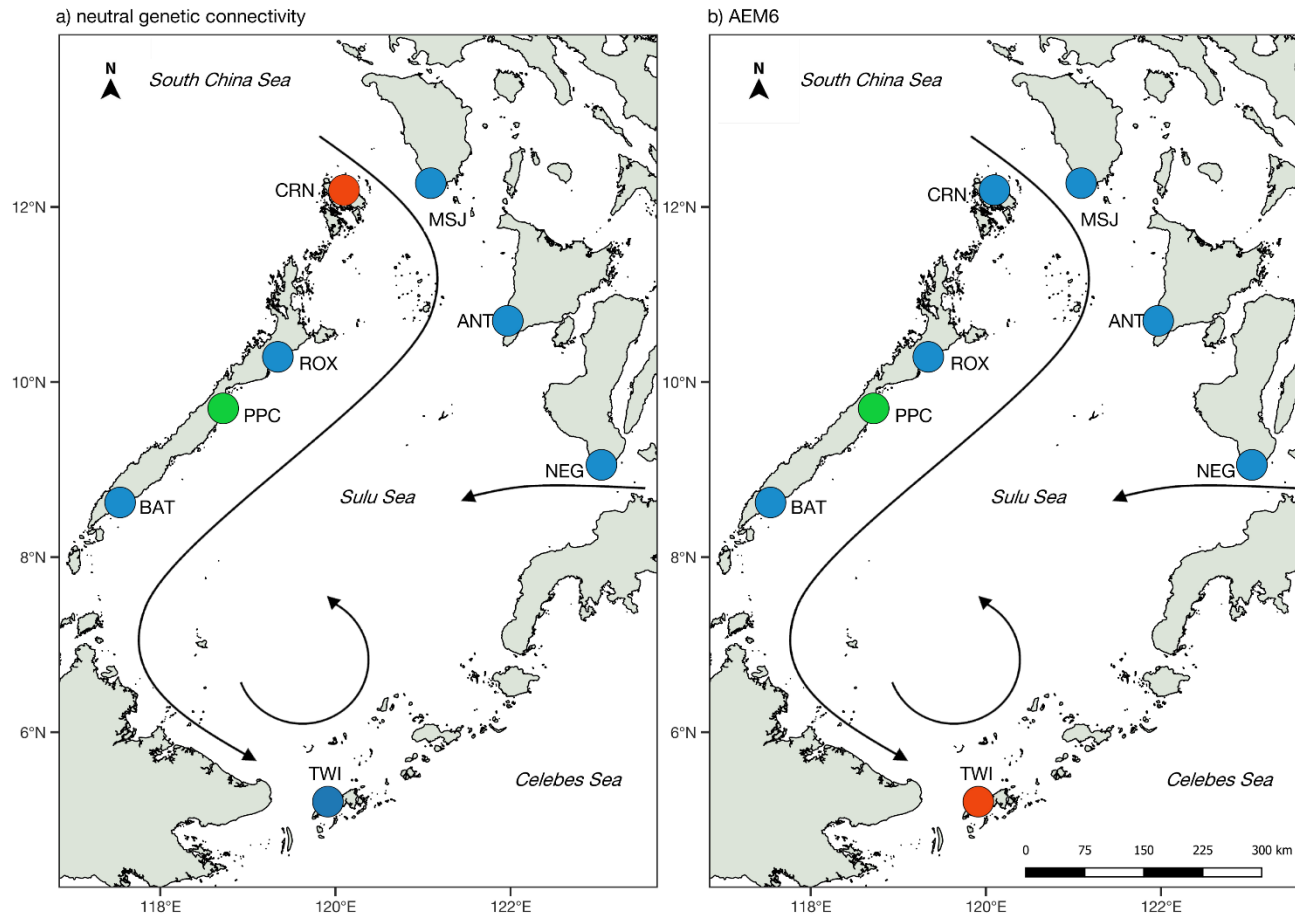 a) neutral genetic connectivity
N
South China Sea
CRN
MSJ
12°N
ANT
ROX
10°N
PPC
NEG
Sulu Sea
BAT
8°N
6°N
TWI
Celebes Sea
118°E
120°E
122°E
b) AEM6
N
South China Sea
CRN
MSJ
12°N
ANT
ROX
10°N
PPC
NEG
Sulu Sea
BAT
8°N
6°N
TWI
Celebes Sea
0 75 150 225 300 km
118°E
120°E
122°E